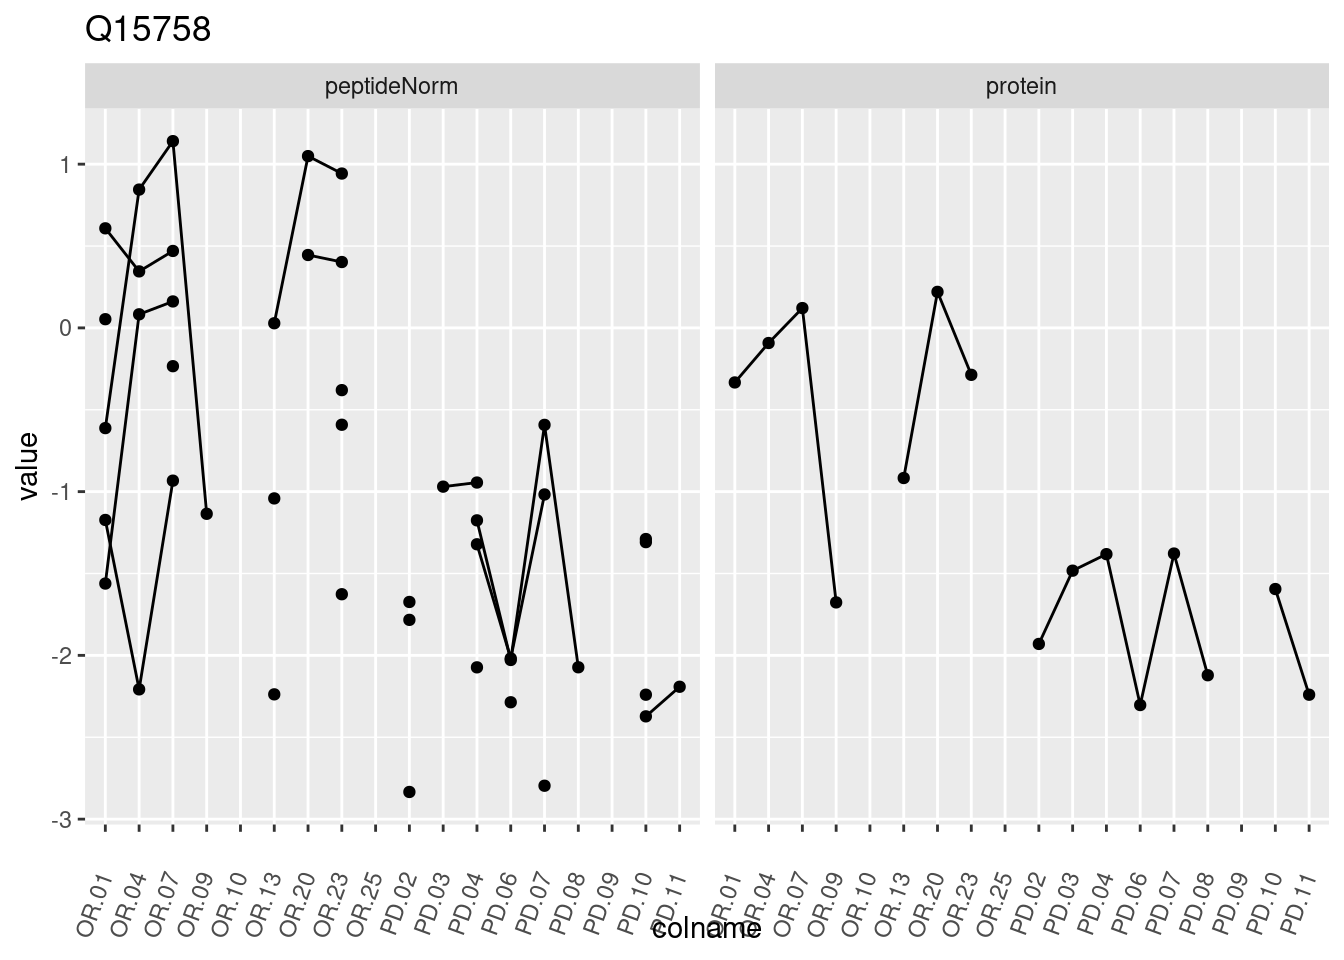 Q15758
peptideNorm
protein
value
1
0
-1
-2
-3
OR.01
OR.04
OR.07
OR.09
OR.10
OR.13
OR.20
OR.23
OR.25
PD.02
PD.03
PD.04
PD.06
PD.07
PD.08
PD.09
PD.10
PD.11
OR.01
OR.04
OR.07
OR.09
OR.10
OR.13
OR.20
OR.23
OR.25
PD.02
PD.03
PD.04
PD.06
PD.07
PD.08
PD.09
PD.10
PD.11
colname